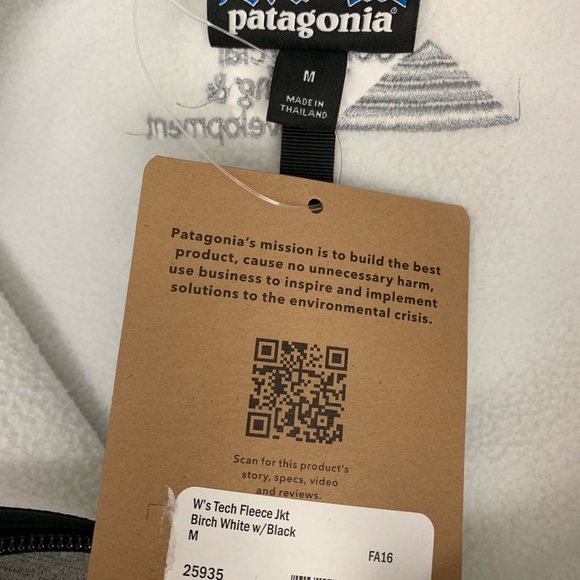 patagonia®
M
MADE IN
THAILAND
Patagonia's mission is to build the best
product, cause no unnecessary harm,
use business to inspire and implement
solutions to the environmental crisis.
Scan for this product's
story, specs, video
and reviews.
W's Tech Fleece Jkt
Birch White w/Black
M
FA16
25935